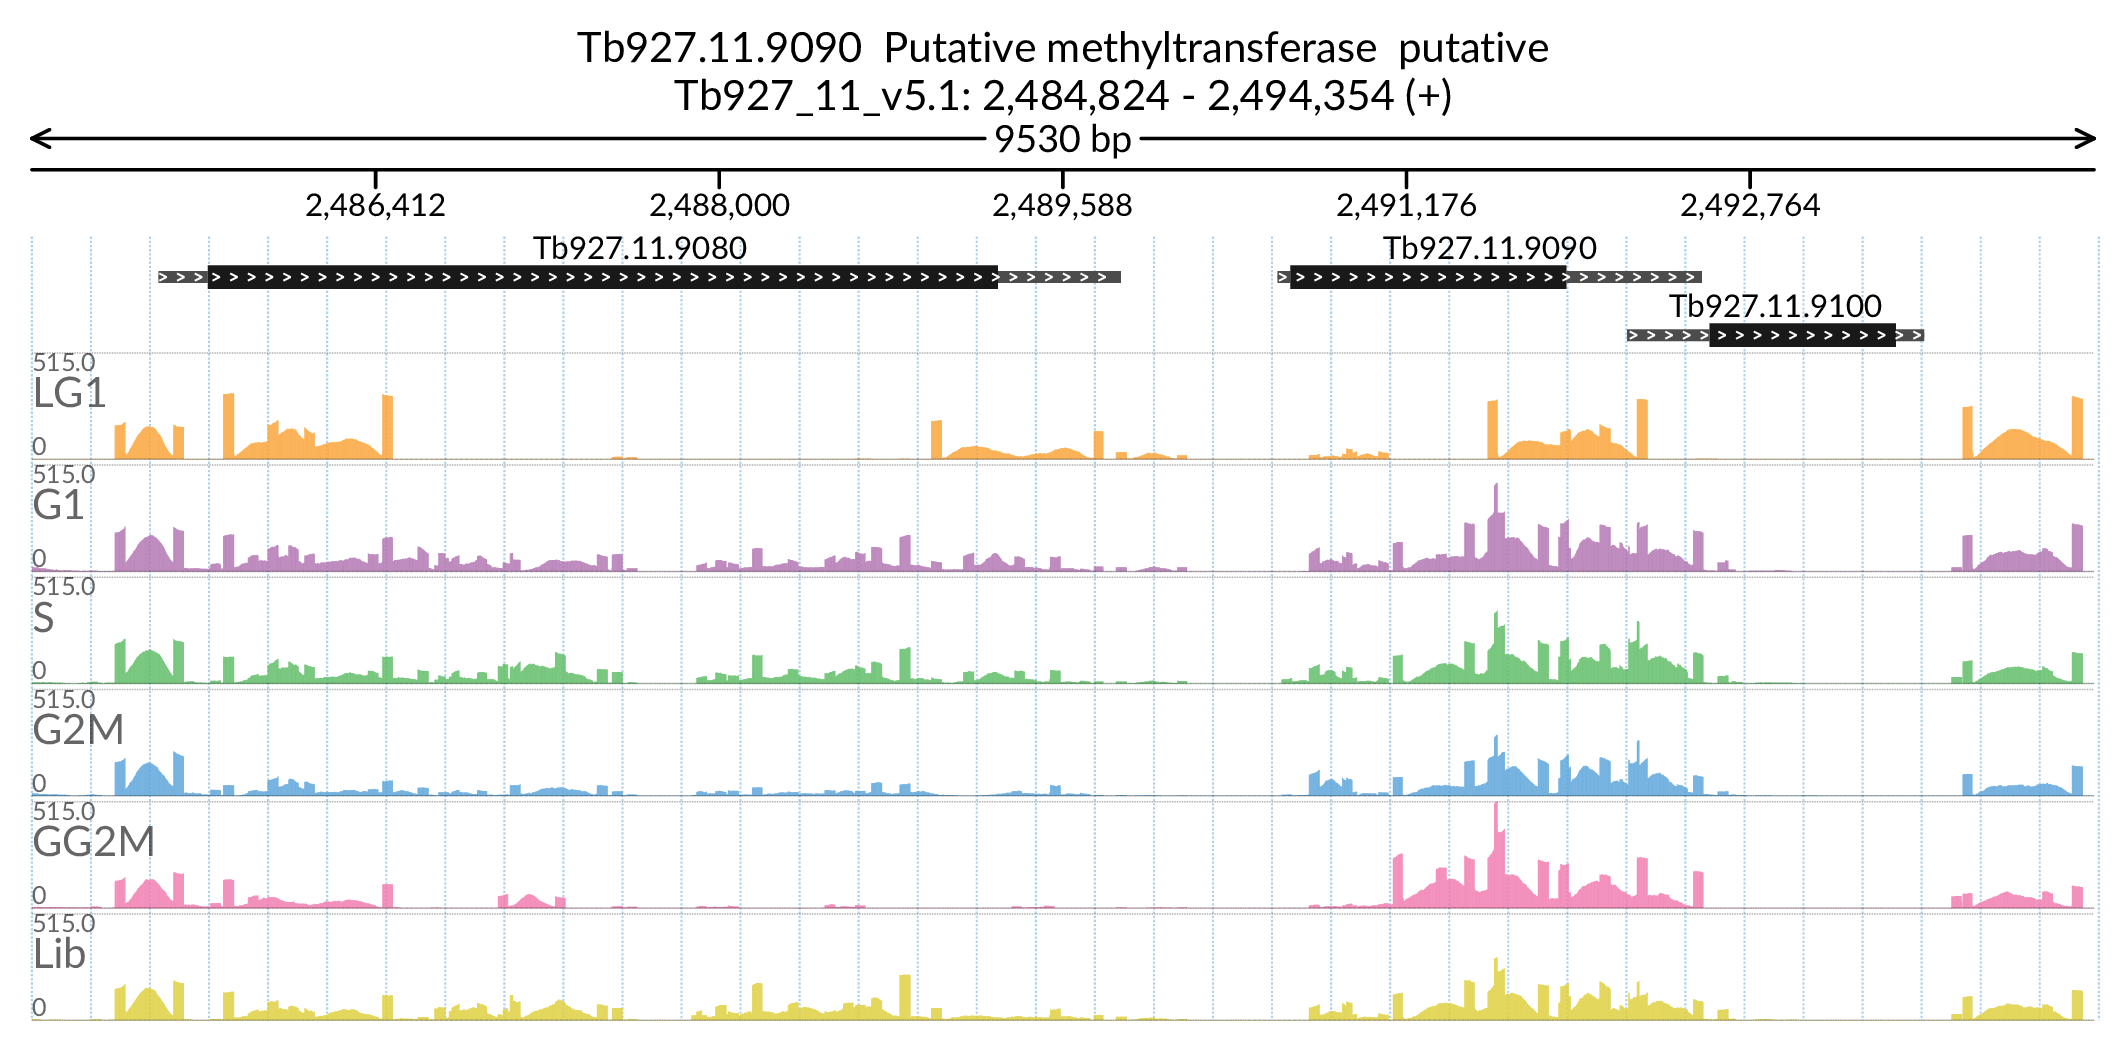 Tb927.11.9090  Putative methyltransferase  putative
Tb927_11_v5.1: 2,484,824 - 2,494,354 (+)
9530 bp
2,486,412 2,488,000 2,489,588 2,491,176 2,492,764
Tb927.11.9080 Tb927.11.9090
Tb927.11.9100
515.0
LG1
0
515.0
G1
0
515.0
S
0
515.0
G2M
0
515.0
GG2M
0
515.0
Lib
0